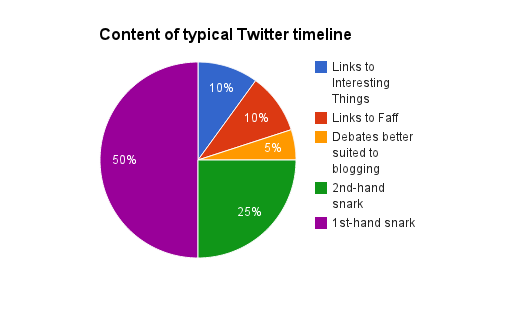 Content of typical Twitter timeline
10%
10%
5%
25%
50%
Links to
Interesting
Things
Links to Faff
Debates better
suited to
blogging
2nd-hand
snark
1st-hand snark